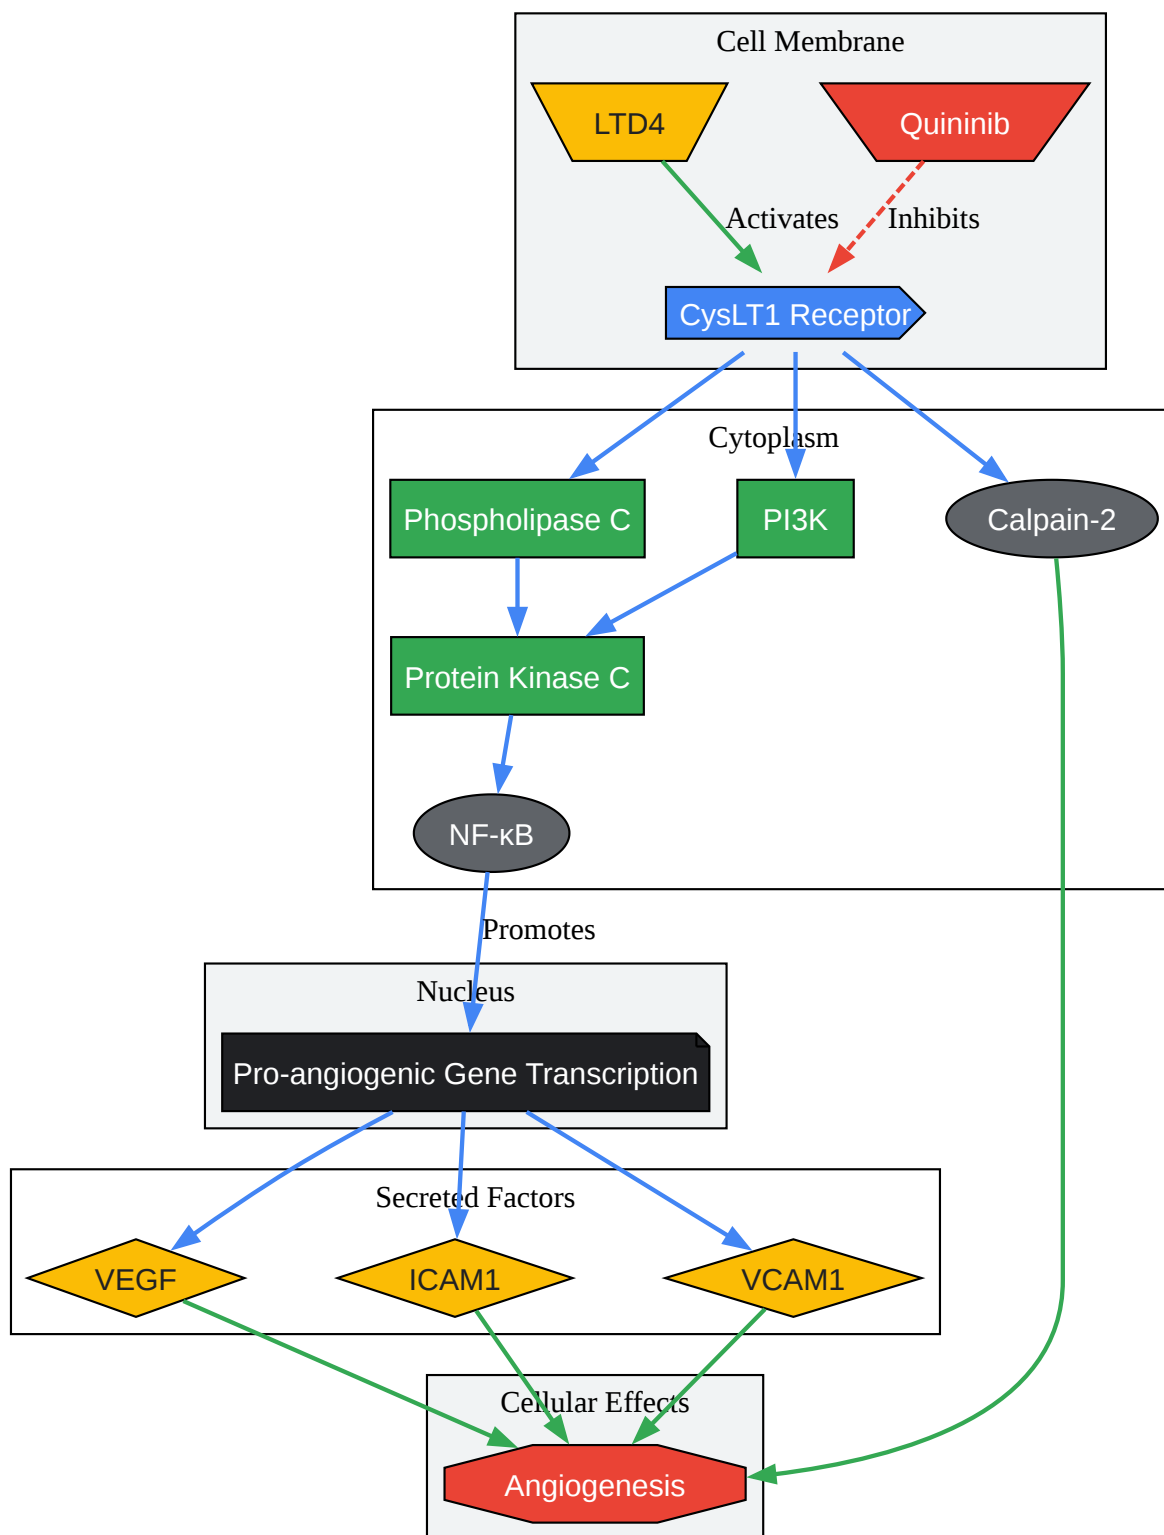 Cell Membrane
LTD4
Quininib
Activates
Inhibits
CysLT1 Receptor
Cytoplasm
Phospholipase C
PI3K
Calpain-2
Protein Kinase C
NF-κB
Promotes
Nucleus
Pro-angiogenic Gene Transcription
Secreted Factors
VEGF
ICAM1
VCAM1
Cellular Effects
Angiogenesis